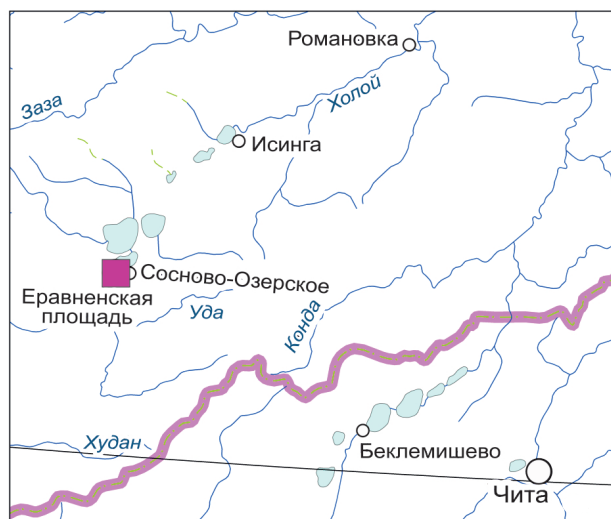 Романовка
Заза
Холой
Исинга
Сосново-Озерское
Еравненская
площадь
Уда
Конда
Худан
Беклемишево
Чита